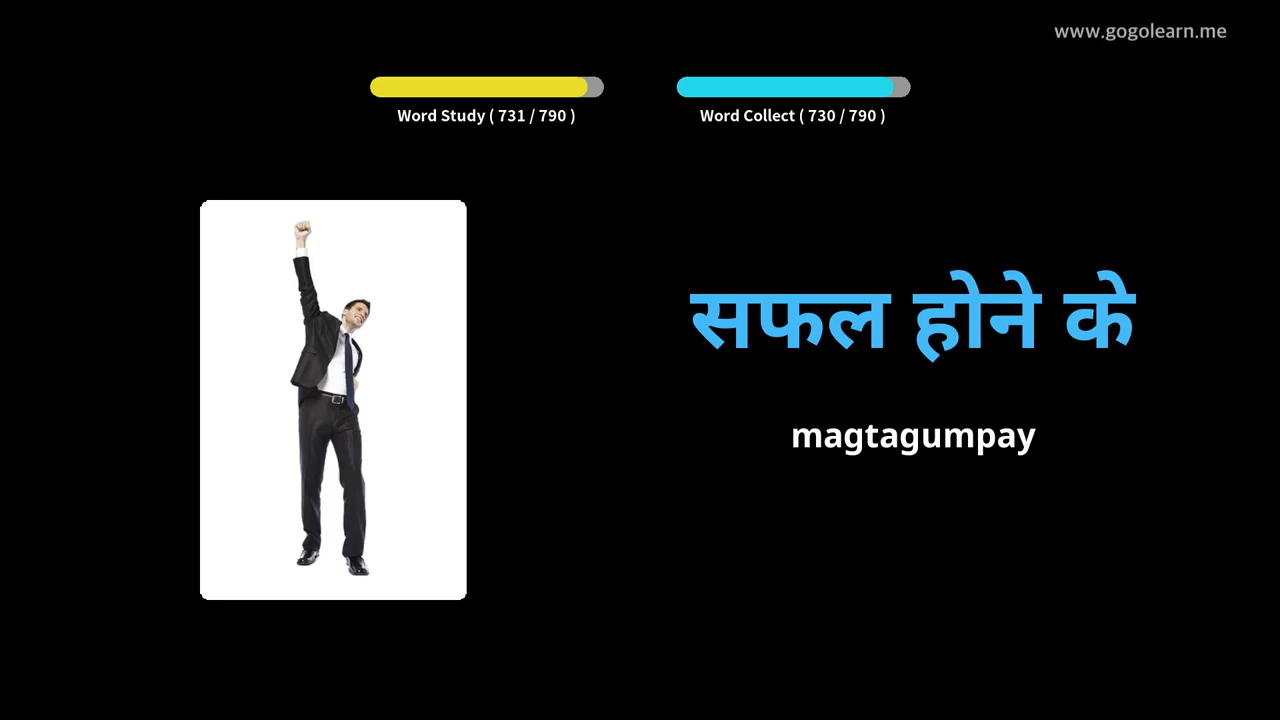 www.gogolearn.me
Word Study ( 731 / 790 )
Word Collect ( 730 / 790 )
सफल होने के
magtagumpay